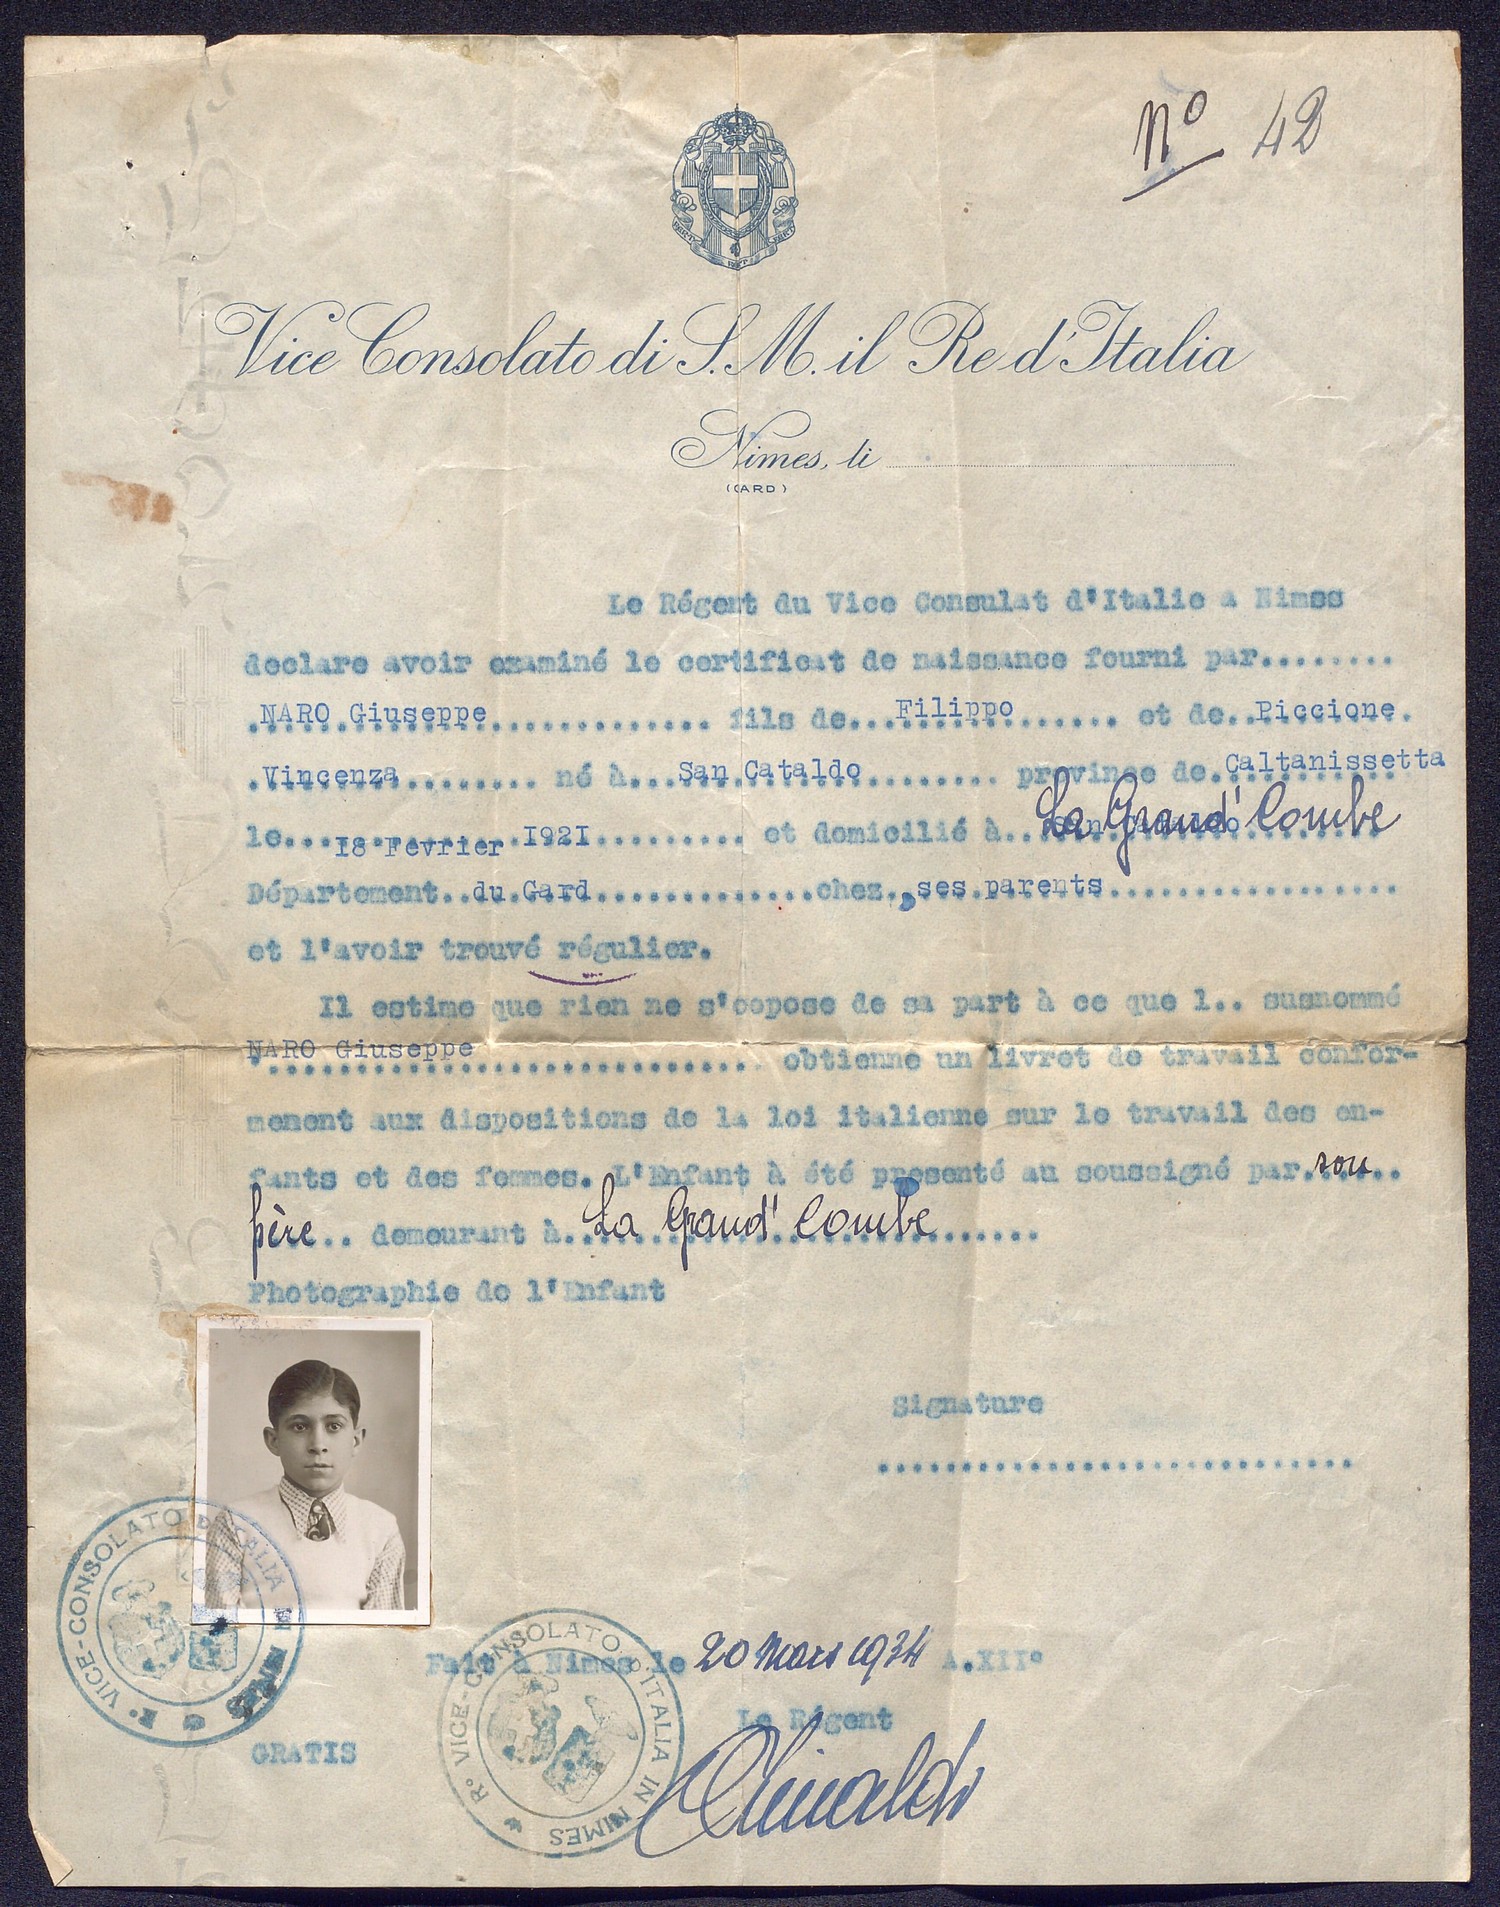 Nº 42
FERT FERT FERT
Vice Consolato di S. M. il Re d'Italia
Nimes, li
(GARD)
Le Régent du Vice Consulat d'Italie a Nimes
declare avoir examiné le certificat de naissance fourni par........
NARO Giuseppe............. fils de...Filippo...... et de..Piccione.
.Vincenza........ né à...San Cataldo........ province de.Caltanissetta
le...18 Fevrier.1921......... et domicilié à...La Grand' Combe
Département..du Gard.............chez..ses parents.................
et l'avoir trouvé régulier.
Il estime que rien ne s'oppose de sa part à ce que l.. susnommé
NARO Giuseppe............................ obtienne un livret de travail confor-
mement aux dispositions de la loi italienne sur le travail des en-
fants et des femmes. L'Enfant à été presenté au soussigné par.son..
père.. demeurant à..La Grand' Combe.........
Photographie de l'Enfant
Signature
..............................
R° VICE-CONSOLATO D'ITALIA IN NIMES
Fait à Nimes le 20 Mars 1934 A.XII°
R° VICE-CONSOLATO D'ITALIA IN NIMES
Le Régent
GRATIS